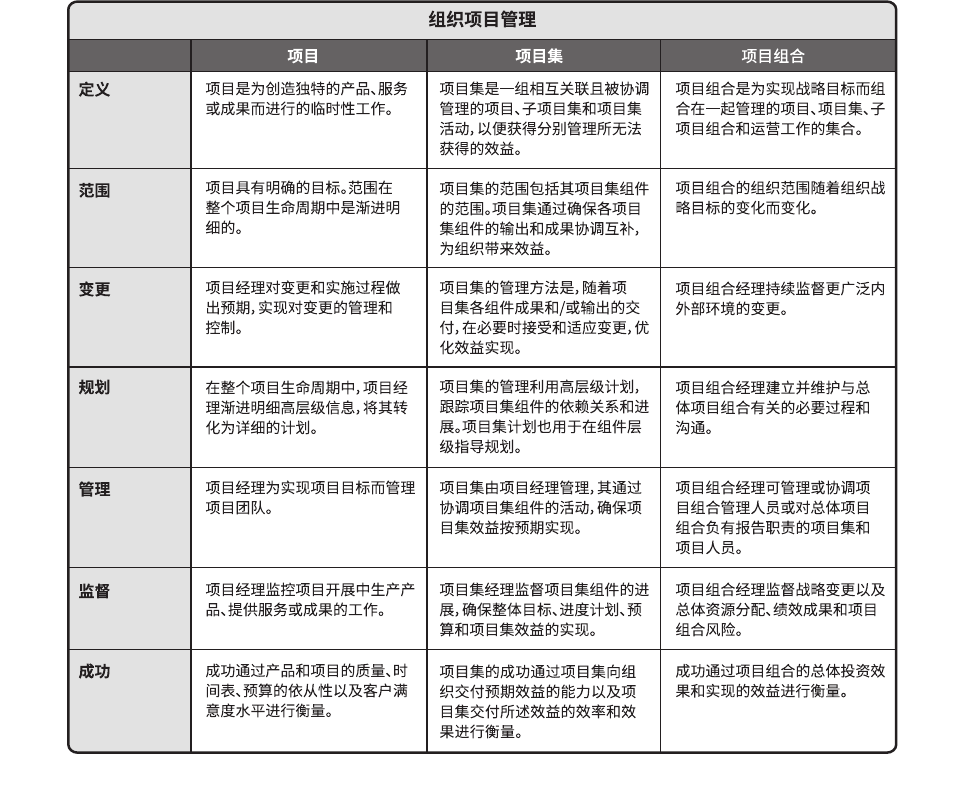 组织项目管理
项目
项目集
项目组合
定义
项目是为创造独特的产品、服务
或成果而进行的临时性工作。
项目集是一组相互关联且被协调
管理的项目、子项目集和项目集
活动,以便获得分别管理所无法
获得的效益。
项目组合是为实现战略目标而组
合在一起管理的项目、项目集、子
项目组合和运营工作的集合。
范围
项目具有明确的目标。范围在
整个项目生命周期中是渐进明
细的。
项目集的范围包括其项目集组件
的范围。项目集通过确保各项目
集组件的输出和成果协调互补,
为组织带来效益。
项目组合的组织范围随着组织战
略目标的变化而变化。
变更
项目经理对变更和实施过程做
出预期,实现对变更的管理和
控制。
项目集的管理方法是,随着项
目集各组件成果和/或输出的交
付,在必要时接受和适应变更,优
化效益实现。
项目组合经理持续监督更广泛内
外部环境的变更。
规划
在整个项目生命周期中,项目经
理渐进明细高层级信息,将其转
化为详细的计划。
项目集的管理利用高层级计划,
跟踪项目集组件的依赖关系和进
展。项目集计划也用于在组件层
级指导规划。
项目组合经理建立并维护与总
体项目组合有关的必要过程和
沟通。
管理
项目经理为实现项目目标而管理
项目团队。
项目集由项目经理管理,其通过
协调项目集组件的活动,确保项
目集效益按预期实现。
项目组合经理可管理或协调项
目组合管理人员或对总体项目
组合负有报告职责的项目集和
项目人员。
监督
项目经理监控项目开展中生产产
品、提供服务或成果的工作。
项目集经理监督项目集组件的进
展,确保整体目标、进度计划、预
算和项目集效益的实现。
项目组合经理监督战略变更以及
总体资源分配、绩效成果和项目
组合风险。
成功
成功通过产品和项目的质量、时
间表、预算的依从性以及客户满
意度水平进行衡量。
项目集的成功通过项目集向组
织交付预期效益的能力以及项
目集交付所述效益的效率和效
果进行衡量。
成功通过项目组合的总体投资效
果和实现的效益进行衡量。